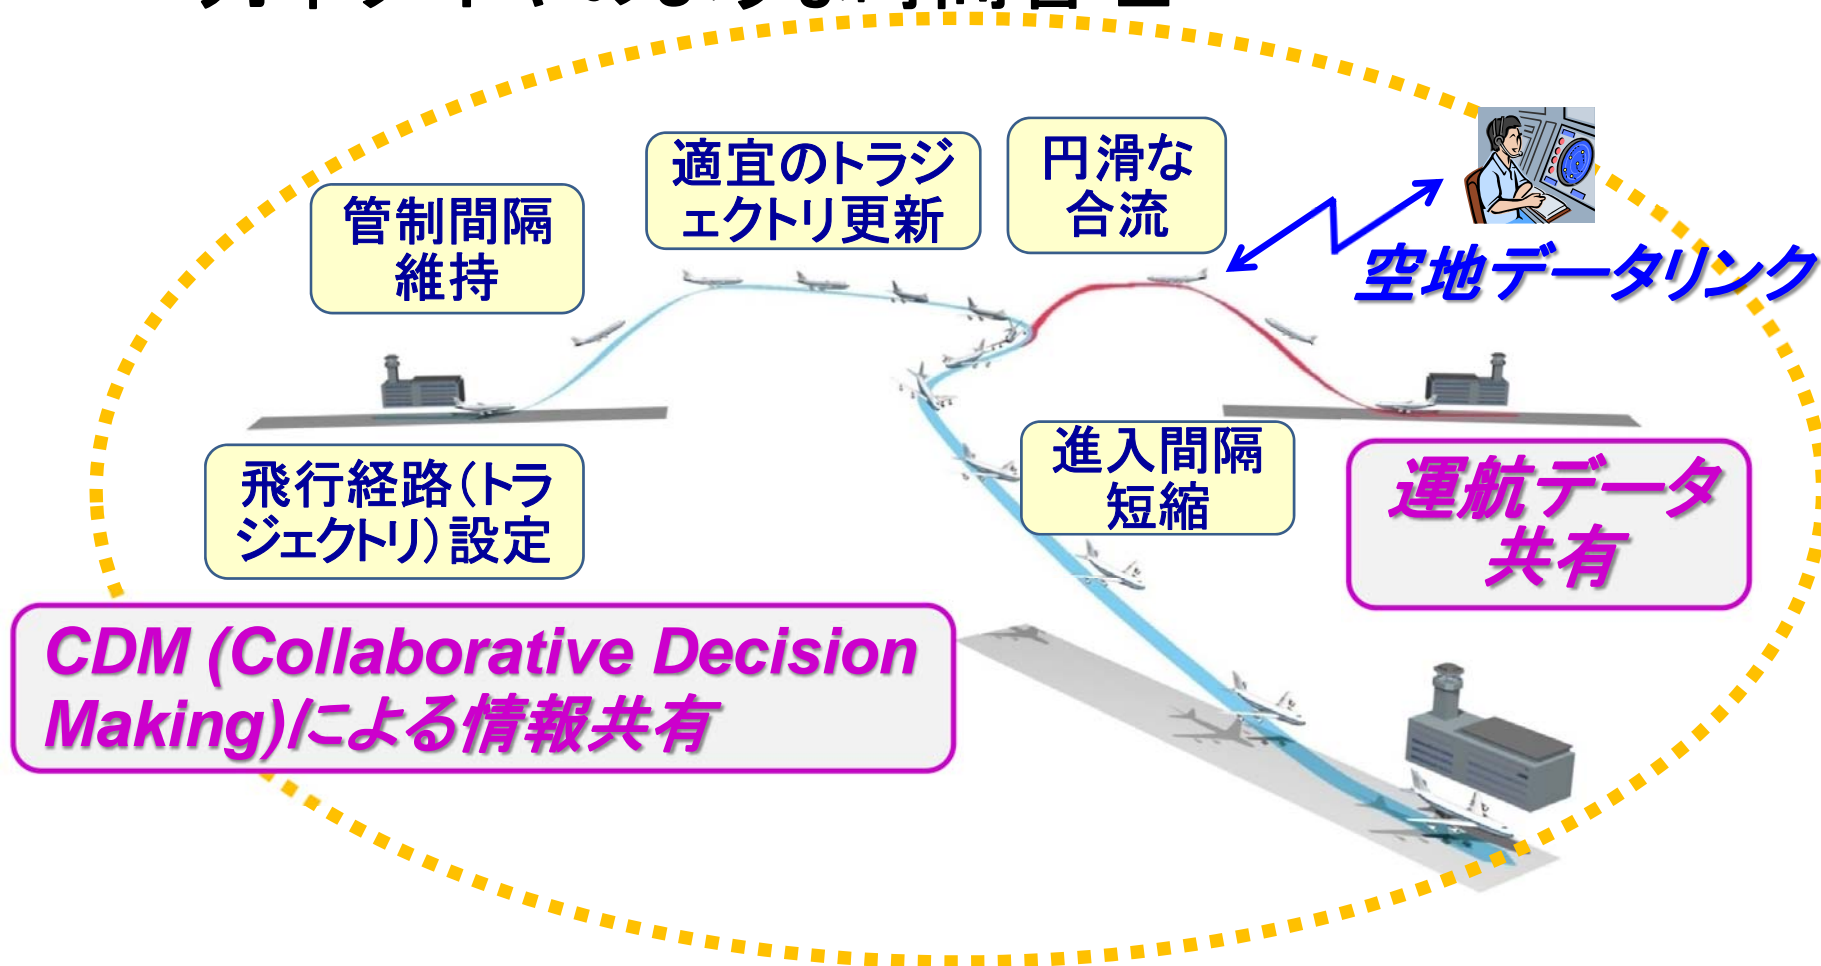 適宜のトラジ
ェクトリ更新
円滑な
合流
管制間隔
維持
空地データリンク
飛行経路(トラ
ジェクトリ)設定
進入間隔
短縮
運航データ
共有
CDM (Collaborative Decision
Making)による情報共有